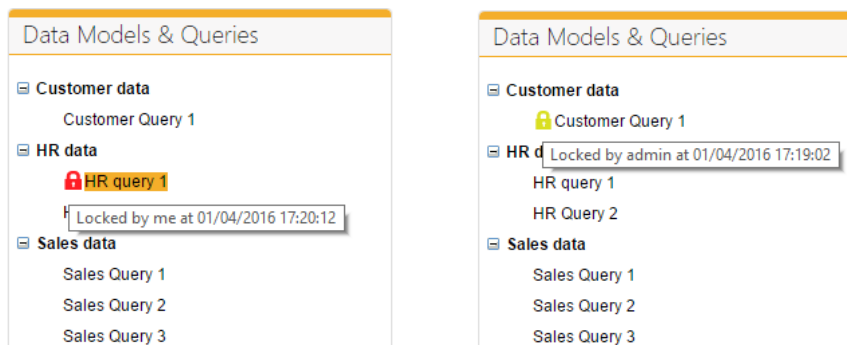 Data Models & Queries
Customer data
Customer Query 1
HR data
HR query 1
Locked by me at 01/04/2016 17:20:12
Sales data
Sales Query 1
Sales Query 2
Sales Query 3
Data Models & Queries
Customer data
Customer Query 1
HR
Locked by admin at 01/04/2016 17:19:02
HR query 1
HR Query 2
Sales data
Sales Query 1
Sales Query 2
Sales Query 3